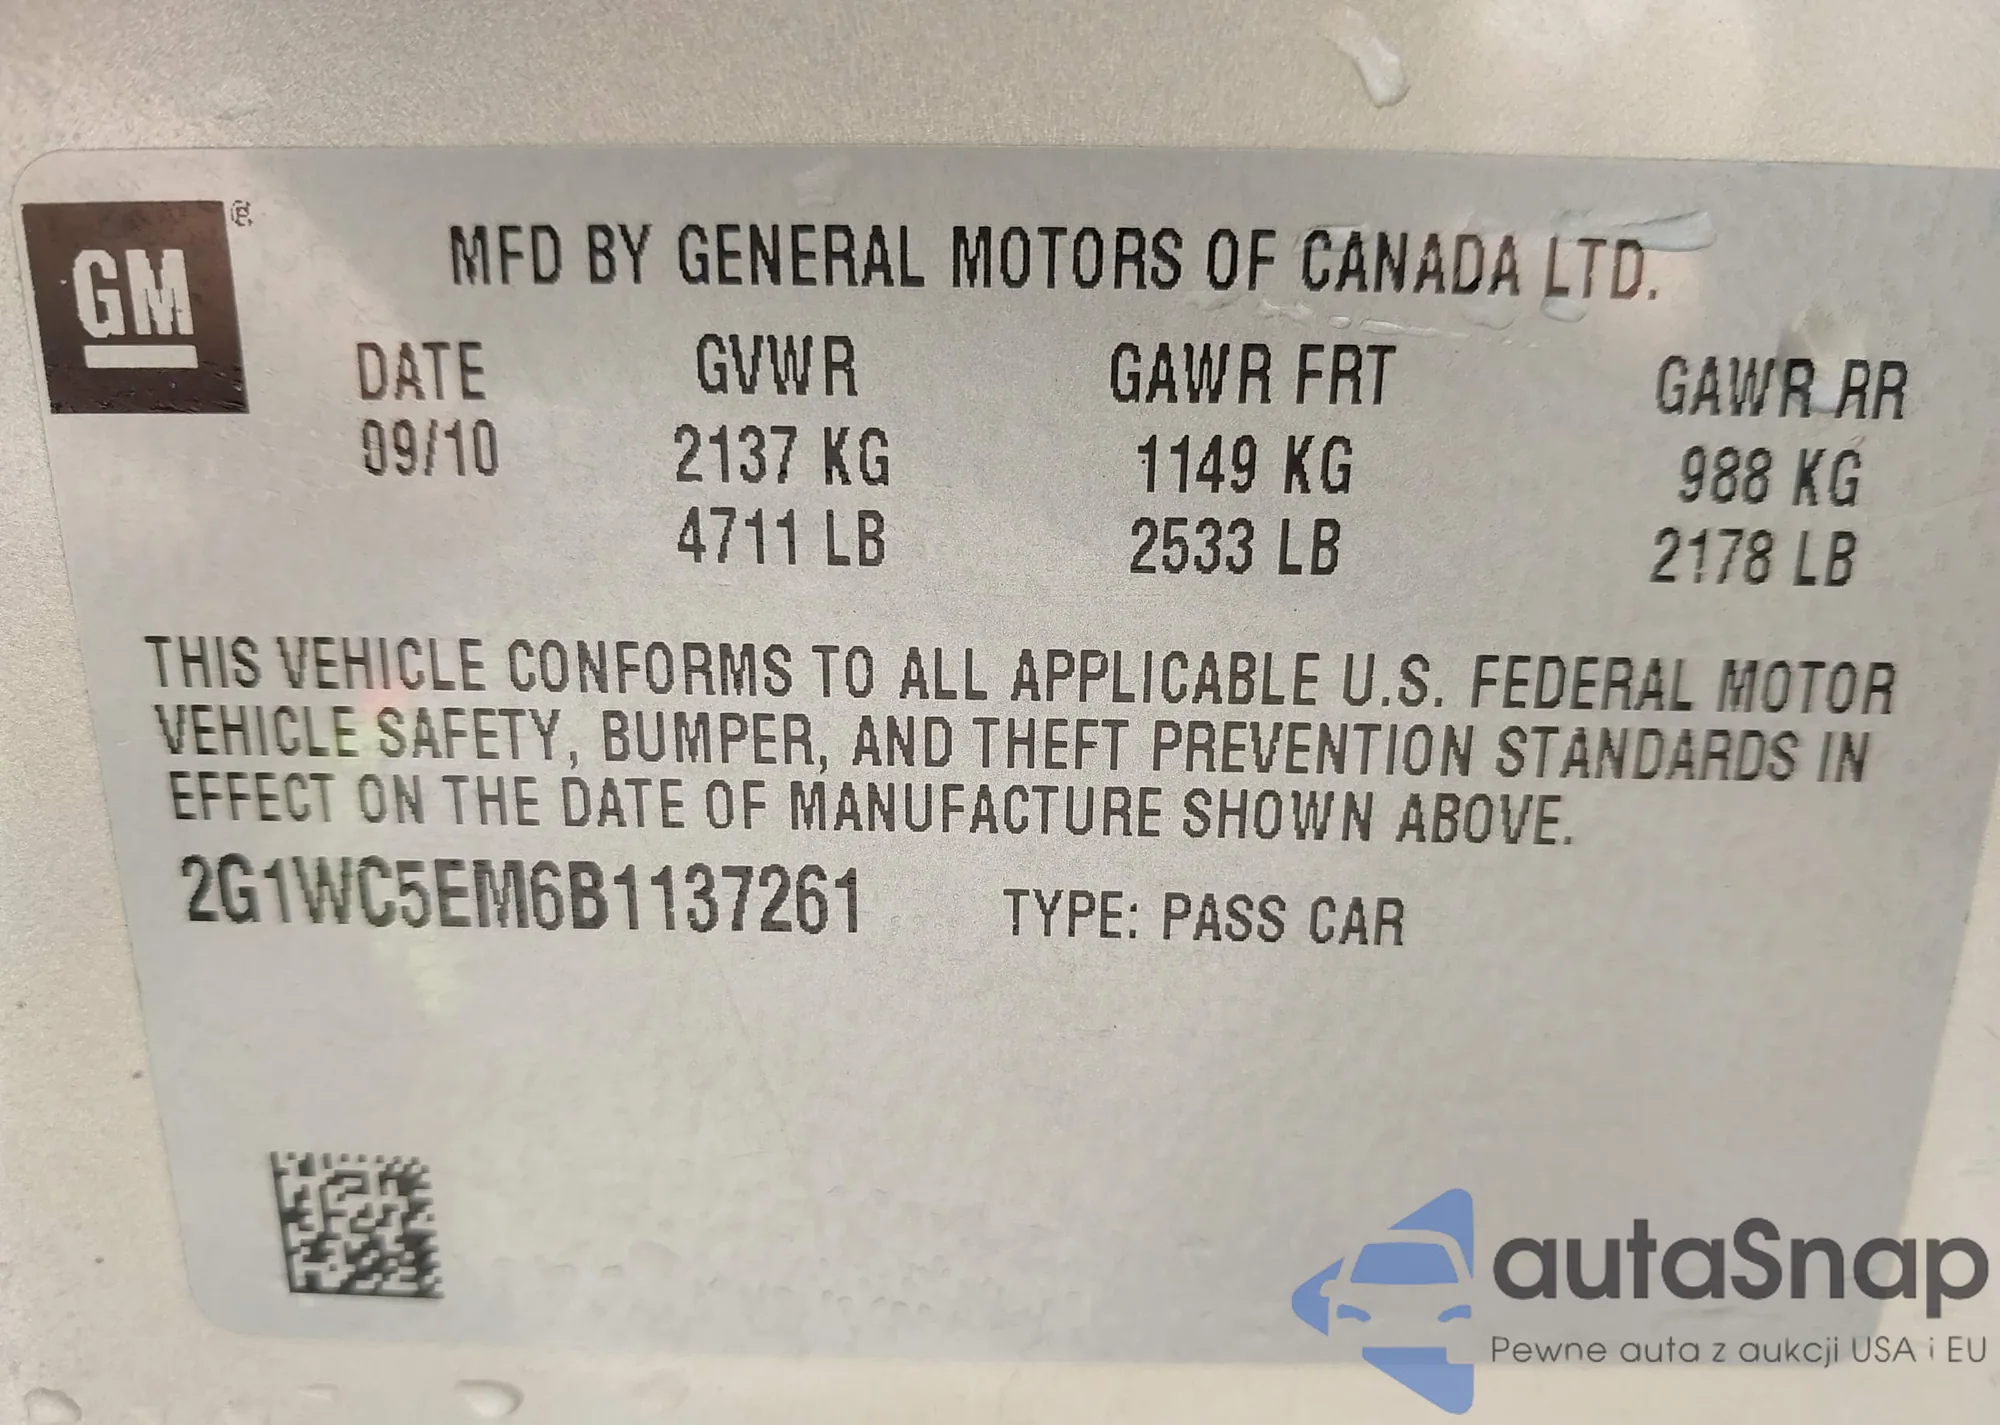 GM ®
MFD BY GENERAL MOTORS OF CANADA LTD.
DATE GVWR GAWR FRT GAWR RR
09/10 2137 KG 1149 KG 988 KG
4711 LB 2533 LB 2178 LB
THIS VEHICLE CONFORMS TO ALL APPLICABLE U.S. FEDERAL MOTOR
VEHICLE SAFETY, BUMPER, AND THEFT PREVENTION STANDARDS IN
EFFECT ON THE DATE OF MANUFACTURE SHOWN ABOVE.
2G1WC5EM6B1137261 TYPE: PASS CAR
autaSnap
Pewne auta z aukcji USA i EU